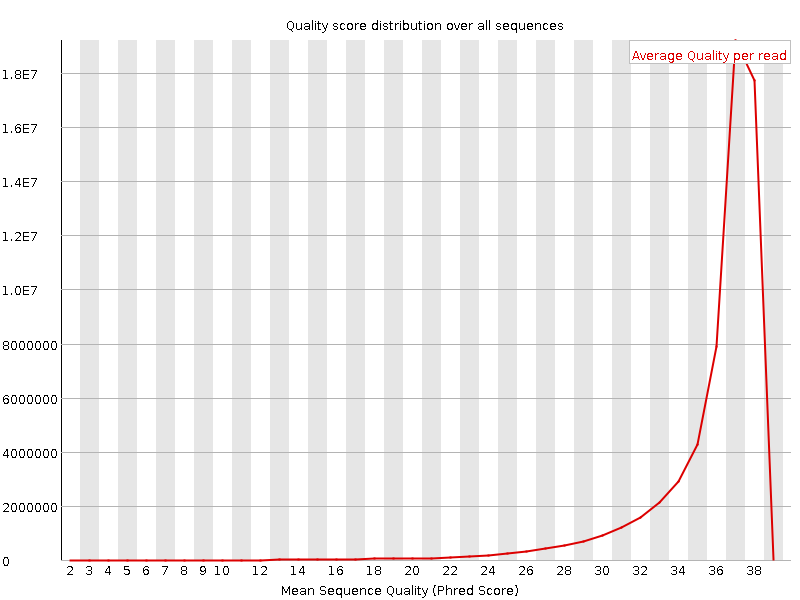 Quality score distribution over all sequences
Average Quality per read
1.8E7
1.6E7
1.4E7
1.2E7
1.0E7
8000000
6000000
4000000
2000000
0
2 3 4 5 6 7 8 9 10 12 14 16 18 20 22 24 26 28 30 32 34 36 38
Mean Sequence Quality (Phred Score)